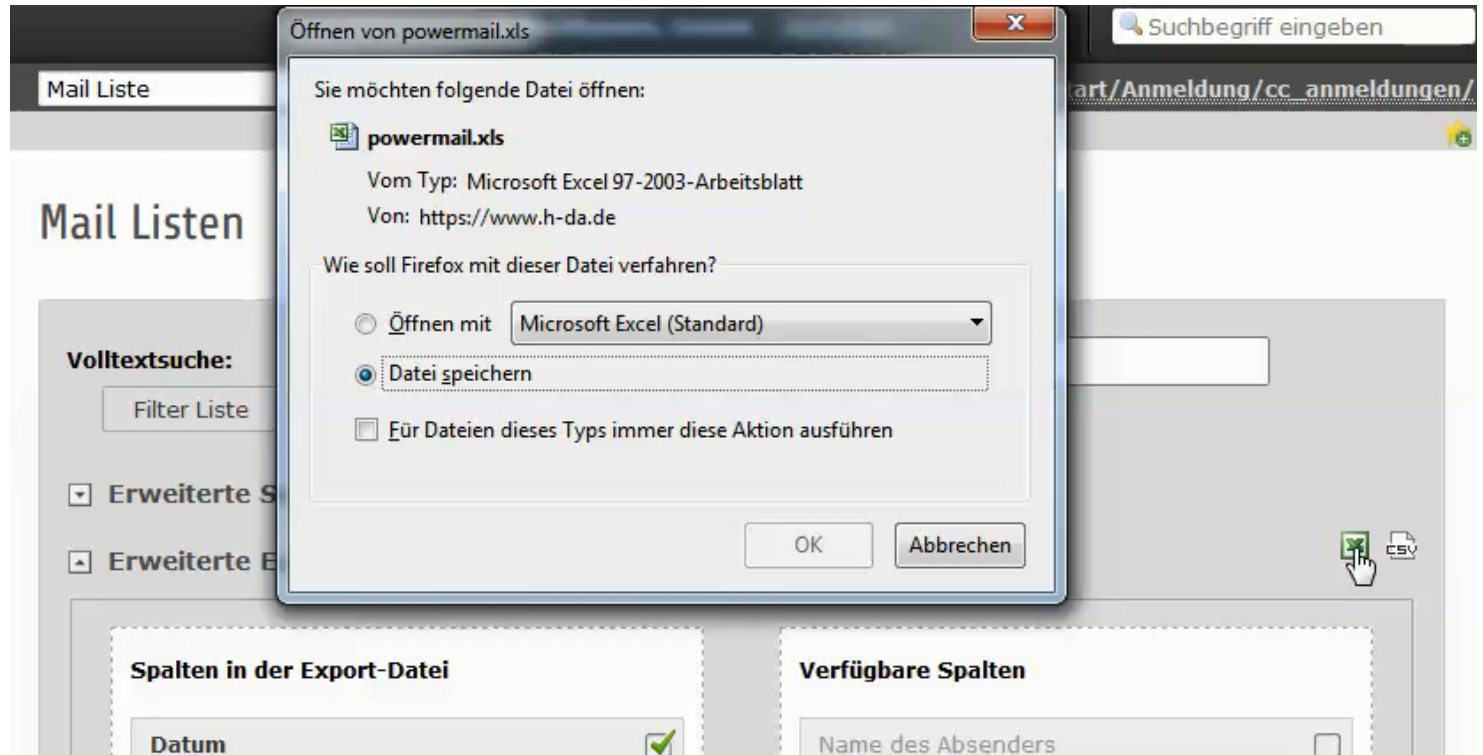 Öffnen von powermail.xls
Suchbegriff eingeben
Mail Liste
Sie möchten folgende Datei öffnen:
art/Anmeldung/cc_anmeldungen/
powermail.xls
Vom Typ: Microsoft Excel 97-2003-Arbeitsblatt
Von: https://www.h-da.de
Mail Listen
Wie soll Firefox mit dieser Datei verfahren?
Öffnen mit Microsoft Excel (Standard)
Volltextsuche:
Datei speichern
Filter Liste
Für Dateien dieses Typs immer diese Aktion ausführen
Erweiterte S
OK Abbrechen
Erweiterte E
CSV
Spalten in der Export-Datei
Verfügbare Spalten
Datum
Name des Absenders